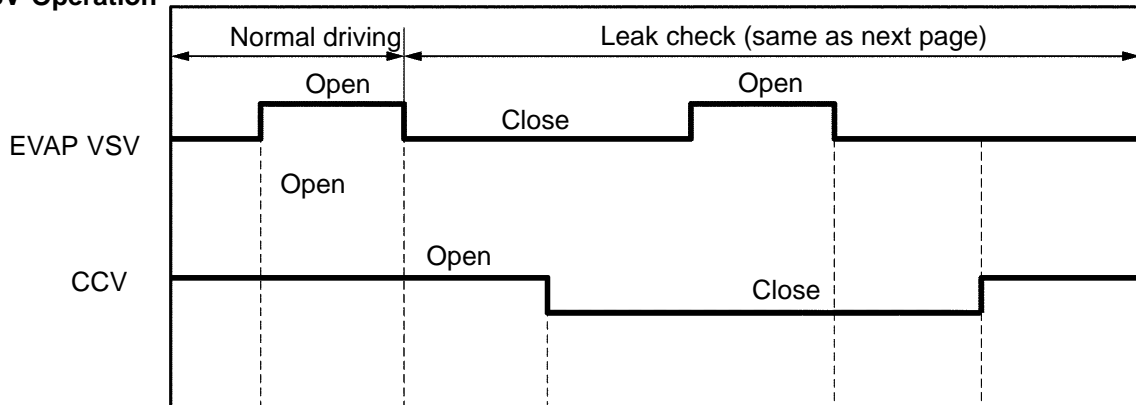 Operation
Normal driving
Leak check (same as next page)
Open
Open
Close
EVAP VSV
Open
Open
CCV
Close